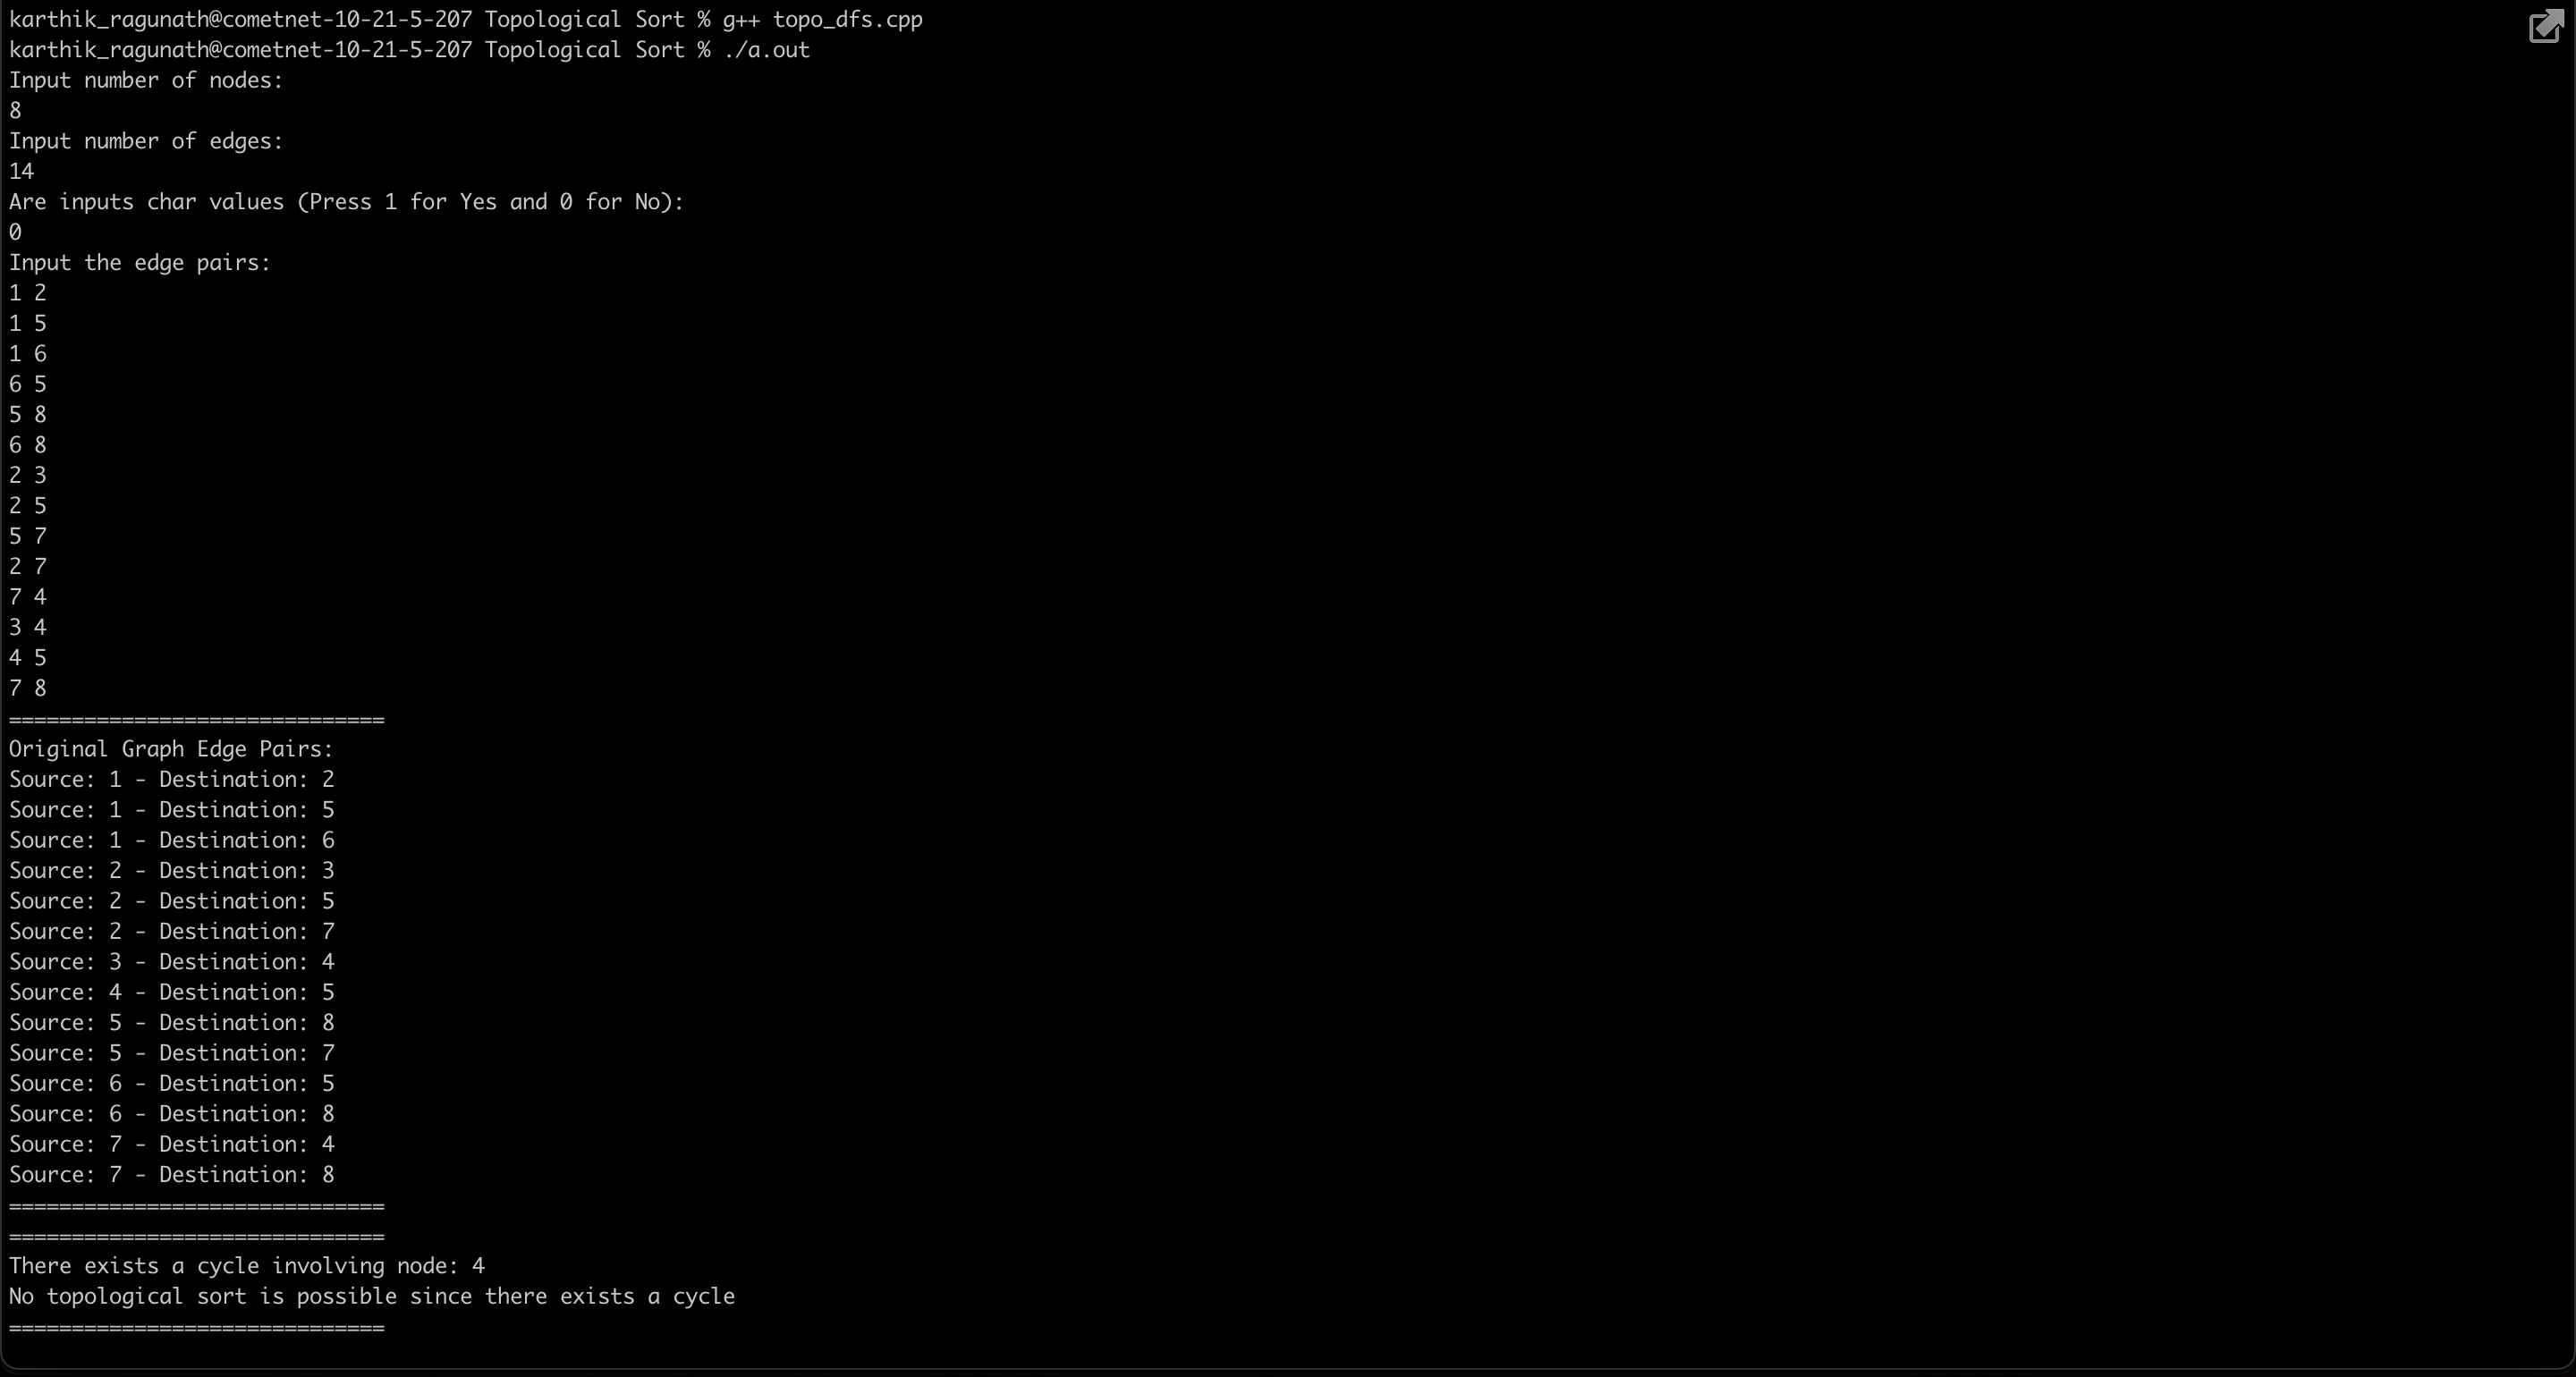 karthik_ragunath@cometnet-10-21-5-207 Topological Sort % g++ topo_dfs.cpp
karthik_ragunath@cometnet-10-21-5-207 Topological Sort % ./a.out
Input number of nodes:
8
Input number of edges:
14
Are inputs char values (Press 1 for Yes and 0 for No):
0
Input the edge pairs:
1 2
1 5
1 6
6 5
5 8
6 8
2 3
2 5
5 7
2 7
7 4
3 4
4 5
7 8
==============================
Original Graph Edge Pairs:
Source: 1 - Destination: 2
Source: 1 - Destination: 5
Source: 1 - Destination: 6
Source: 2 - Destination: 3
Source: 2 - Destination: 5
Source: 2 - Destination: 7
Source: 3 - Destination: 4
Source: 4 - Destination: 5
Source: 5 - Destination: 8
Source: 5 - Destination: 7
Source: 6 - Destination: 5
Source: 6 - Destination: 8
Source: 7 - Destination: 4
Source: 7 - Destination: 8
==============================
==============================
There exists a cycle involving node: 4
No topological sort is possible since there exists a cycle
==============================